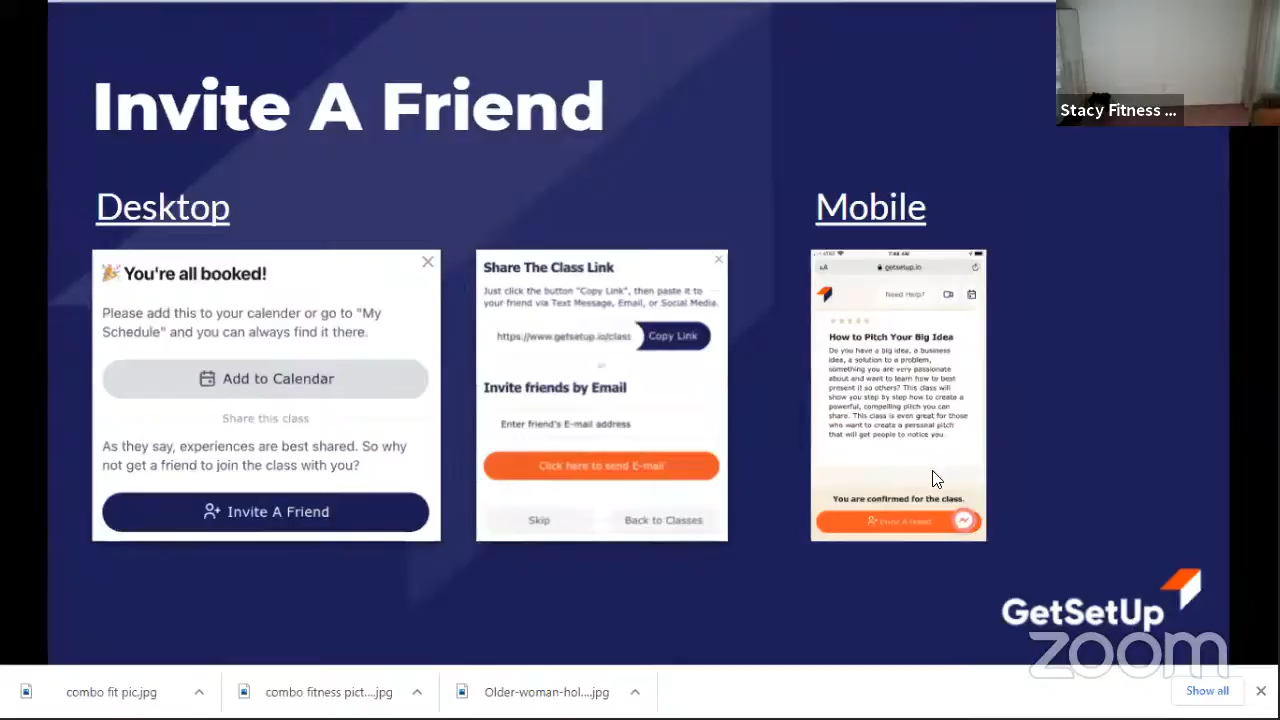 Invite A Friend
Stacy Fitness ...
Desktop
Mobile
You're all booked!
Please add this to your calender or go to "My
Schedule" and you can always find it there.
Add to Calendar
Share this class
As they say, experiences are best shared. So why
not get a friend to join the class with you?
Invite A Friend
Share The Class Link
Just click the button "Copy Link", then paste it to
your friend via Text Message, Email, or Social Media.
https://www.getsetup.io/class
Copy Link
or
Invite friends by Email
Enter friend's E-mail address
Click here to send E-mail
Skip
Back to Classes
7:44 AM
AA
getsetup.io
Need Help?
How to Pitch Your Big Idea
Do you have a big idea, a business
idea, a solution to a problem,
something you are very passionate
about and want to learn how to best
present it so others? This class will
show you step by step how to create a
powerful, compelling pitch you can
share. This class is even great for those
who want to create a personal pitch
that will get people to notice you.
You are confirmed for the class.
Invite A Friend
GetSetUp
zoom
combo fit pic.jpg
combo fitness pict....jpg
Older-woman-hol....jpg
Show all